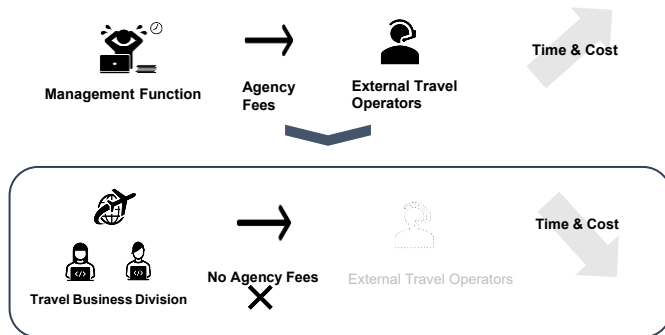 Time & Cost
Management Function
Agency
Fees
External Travel
Operators
Time & Cost
No Agency Fees
External Travel Operators
Travel Business Division